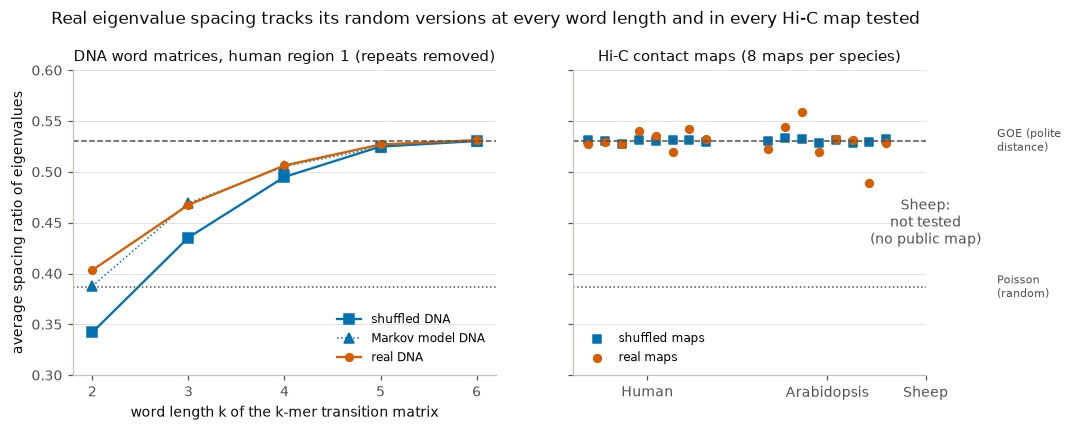 Real eigenvalue spacing tracks its random versions at every word length and in every Hi-C map tested
DNA word matrices, human region 1 (repeats removed)
average spacing ratio of eigenvalues
0.60
0.55
0.50
0.45
0.40
0.35
0.30
shuffled DNA
Markov model DNA
real DNA
2
3
4
5
6
word length k of the k-mer transition matrix
Hi-C contact maps (8 maps per species)
GOE (polite
distance)
Sheep:
not tested
(no public map)
Poisson
(random)
shuffled maps
real maps
Human
Arabidopsis
Sheep